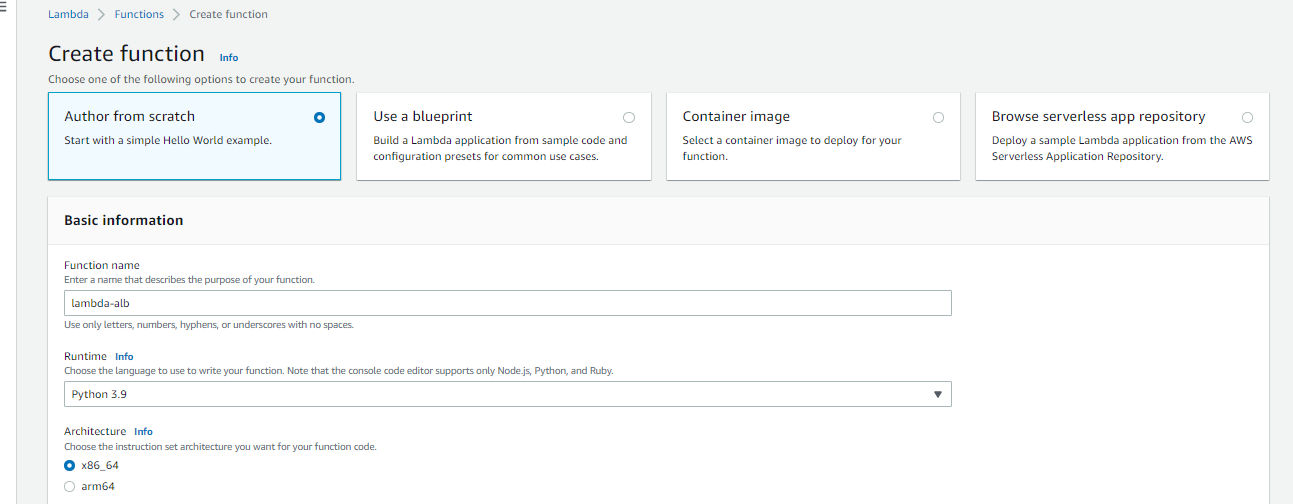 Lambda > Functions > Create function
Create function Info
Choose one of the following options to create your function.
Author from scratch
Start with a simple Hello World example.
Use a blueprint
Build a Lambda application from sample code and
configuration presets for common use cases.
Container image
Select a container image to deploy for your
function.
Browse serverless app repository
Deploy a sample Lambda application from the AWS
Serverless Application Repository.
Basic information
Function name
Enter a name that describes the purpose of your function.
lambda-alb
Use only letters, numbers, hyphens, or underscores with no spaces.
Runtime Info
Choose the language to use to write your function. Note that the console code editor supports only Node.js, Python, and Ruby.
Python 3.9
Architecture Info
Choose the instruction set architecture you want for your function code.
x86_64
arm64